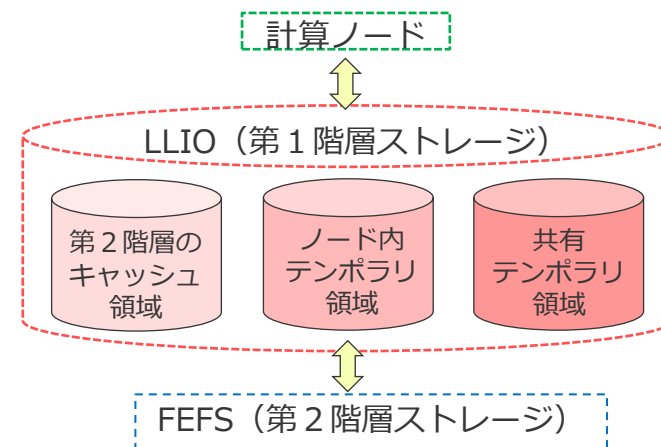 計算ノード
LLIO（第１階層ストレージ）
第２階層の
キャッシュ
領域
ノード内
テンポラリ
領域
共有
テンポラリ
領域
FEFS（第２階層ストレージ）